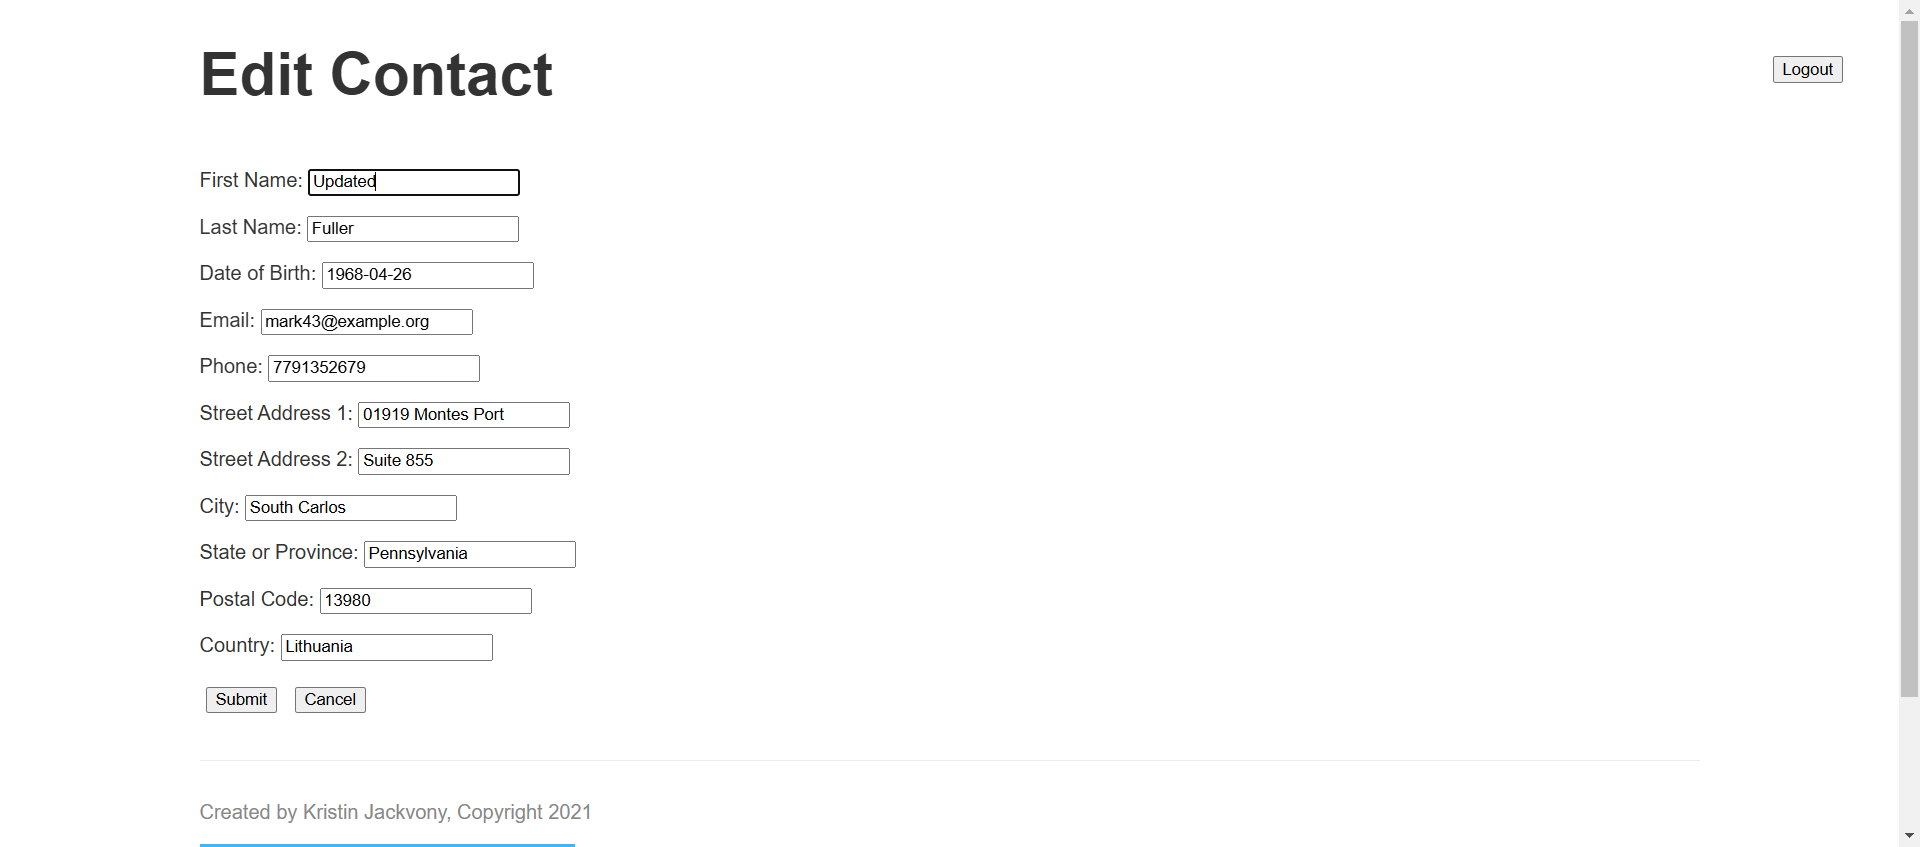 Edit Contact
Logout
First Name: Updated
Last Name: Fuller
Date of Birth: 1968-04-26
Email: mark43@example.org
Phone: 7791352679
Street Address 1: 01919 Montes Port
Street Address 2: Suite 855
City: South Carlos
State or Province: Pennsylvania
Postal Code: 13980
Country: Lithuania
Submit Cancel
Created by Kristin Jackvony, Copyright 2021